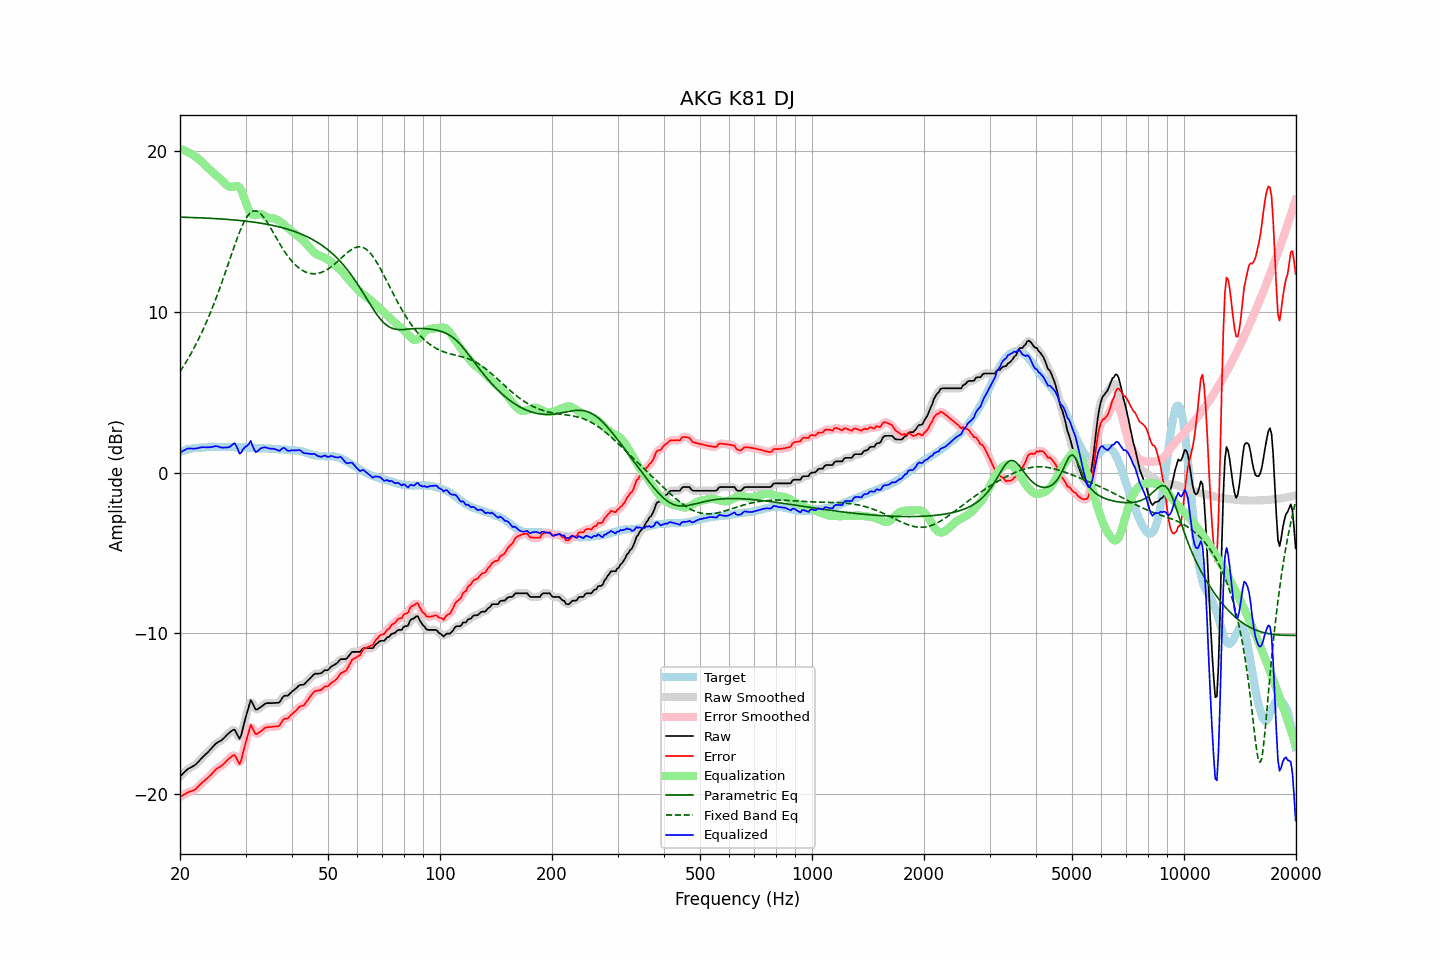 AKG K81 DJ
Amplitude (dBr)
20
10
0
−10
−20
Target
Raw Smoothed
Error Smoothed
Raw
Error
Equalization
Parametric Eq
Fixed Band Eq
Equalized
20 50 100 200 500 1000 2000 5000 10000 20000
Frequency (Hz)